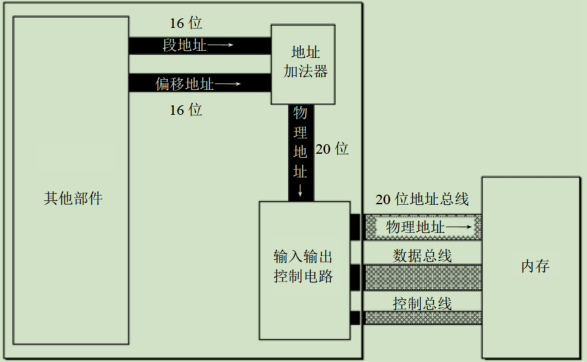 16 位
段地址→
偏移地址→
16 位
地址
加法器
物理地址→
20 位
其他部件
输入输出
控制电路
20 位地址总线
物理地址→
数据总线
控制总线
内存